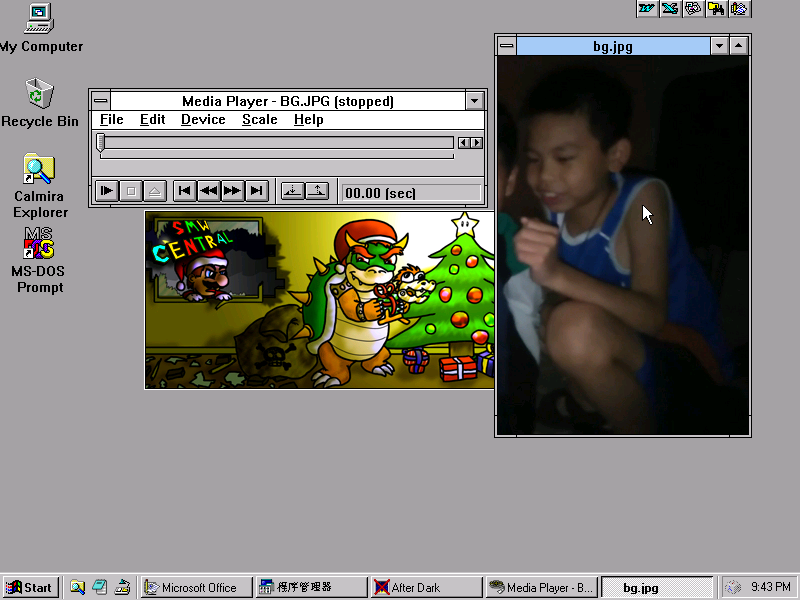 My Computer
Recycle Bin
Calmira
Explorer
MS
DOS
MS-DOS
Prompt
Media Player - BG.JPG (stopped)
File Edit Device Scale Help
00.00 (sec)
SMW
CENTRAL
bg.jpg
Start
Microsoft Office
程序管理器
After Dark
Media Player - B...
bg.jpg
9:43 PM